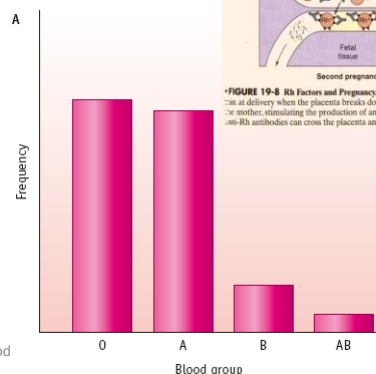 A
Fetal
tissue
Second pregnanc
FIGURE 19-8 Rh Factors and Pregnancy.
at delivery when the placenta breaks do
mother, stimulating the production of an
anti-Rh antibodies can cross the placenta an
Frequency
O A B AB
Blood group